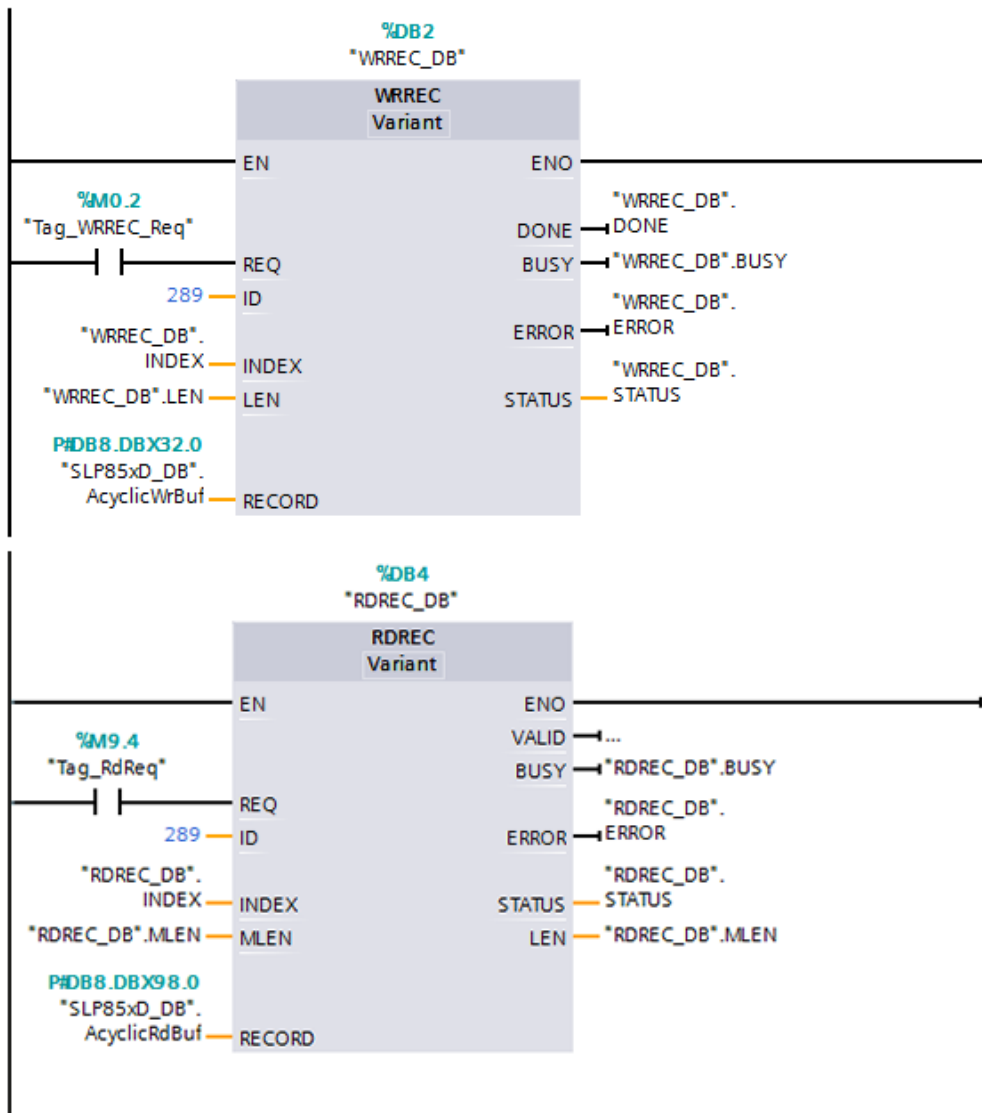 %DB2
"WRREC_DB"
WRREC
Variant
EN
ENO
%M0.2
"Tag_WRREC_Req"
REQ
289
ID
"WRREC_DB".
INDEX
INDEX
"WRREC_DB".LEN
LEN
P#DB8.DBX32.0
"SLP85xD_DB".
AcyclicWrBuf
RECORD
DONE
"WRREC_DB".
DONE
BUSY
"WRREC_DB".BUSY
ERROR
"WRREC_DB".
ERROR
STATUS
"WRREC_DB".
STATUS
%DB4
"RDREC_DB"
RDREC
Variant
EN
ENO
%M9.4
"Tag_RdReq"
REQ
289
ID
"RDREC_DB".
INDEX
INDEX
"RDREC_DB".MLEN
MLEN
P#DB8.DBX98.0
"SLP85xD_DB".
AcyclicRdBuf
RECORD
VALID
...
BUSY
"RDREC_DB".BUSY
ERROR
"RDREC_DB".
ERROR
STATUS
"RDREC_DB".
STATUS
LEN
"RDREC_DB".MLEN